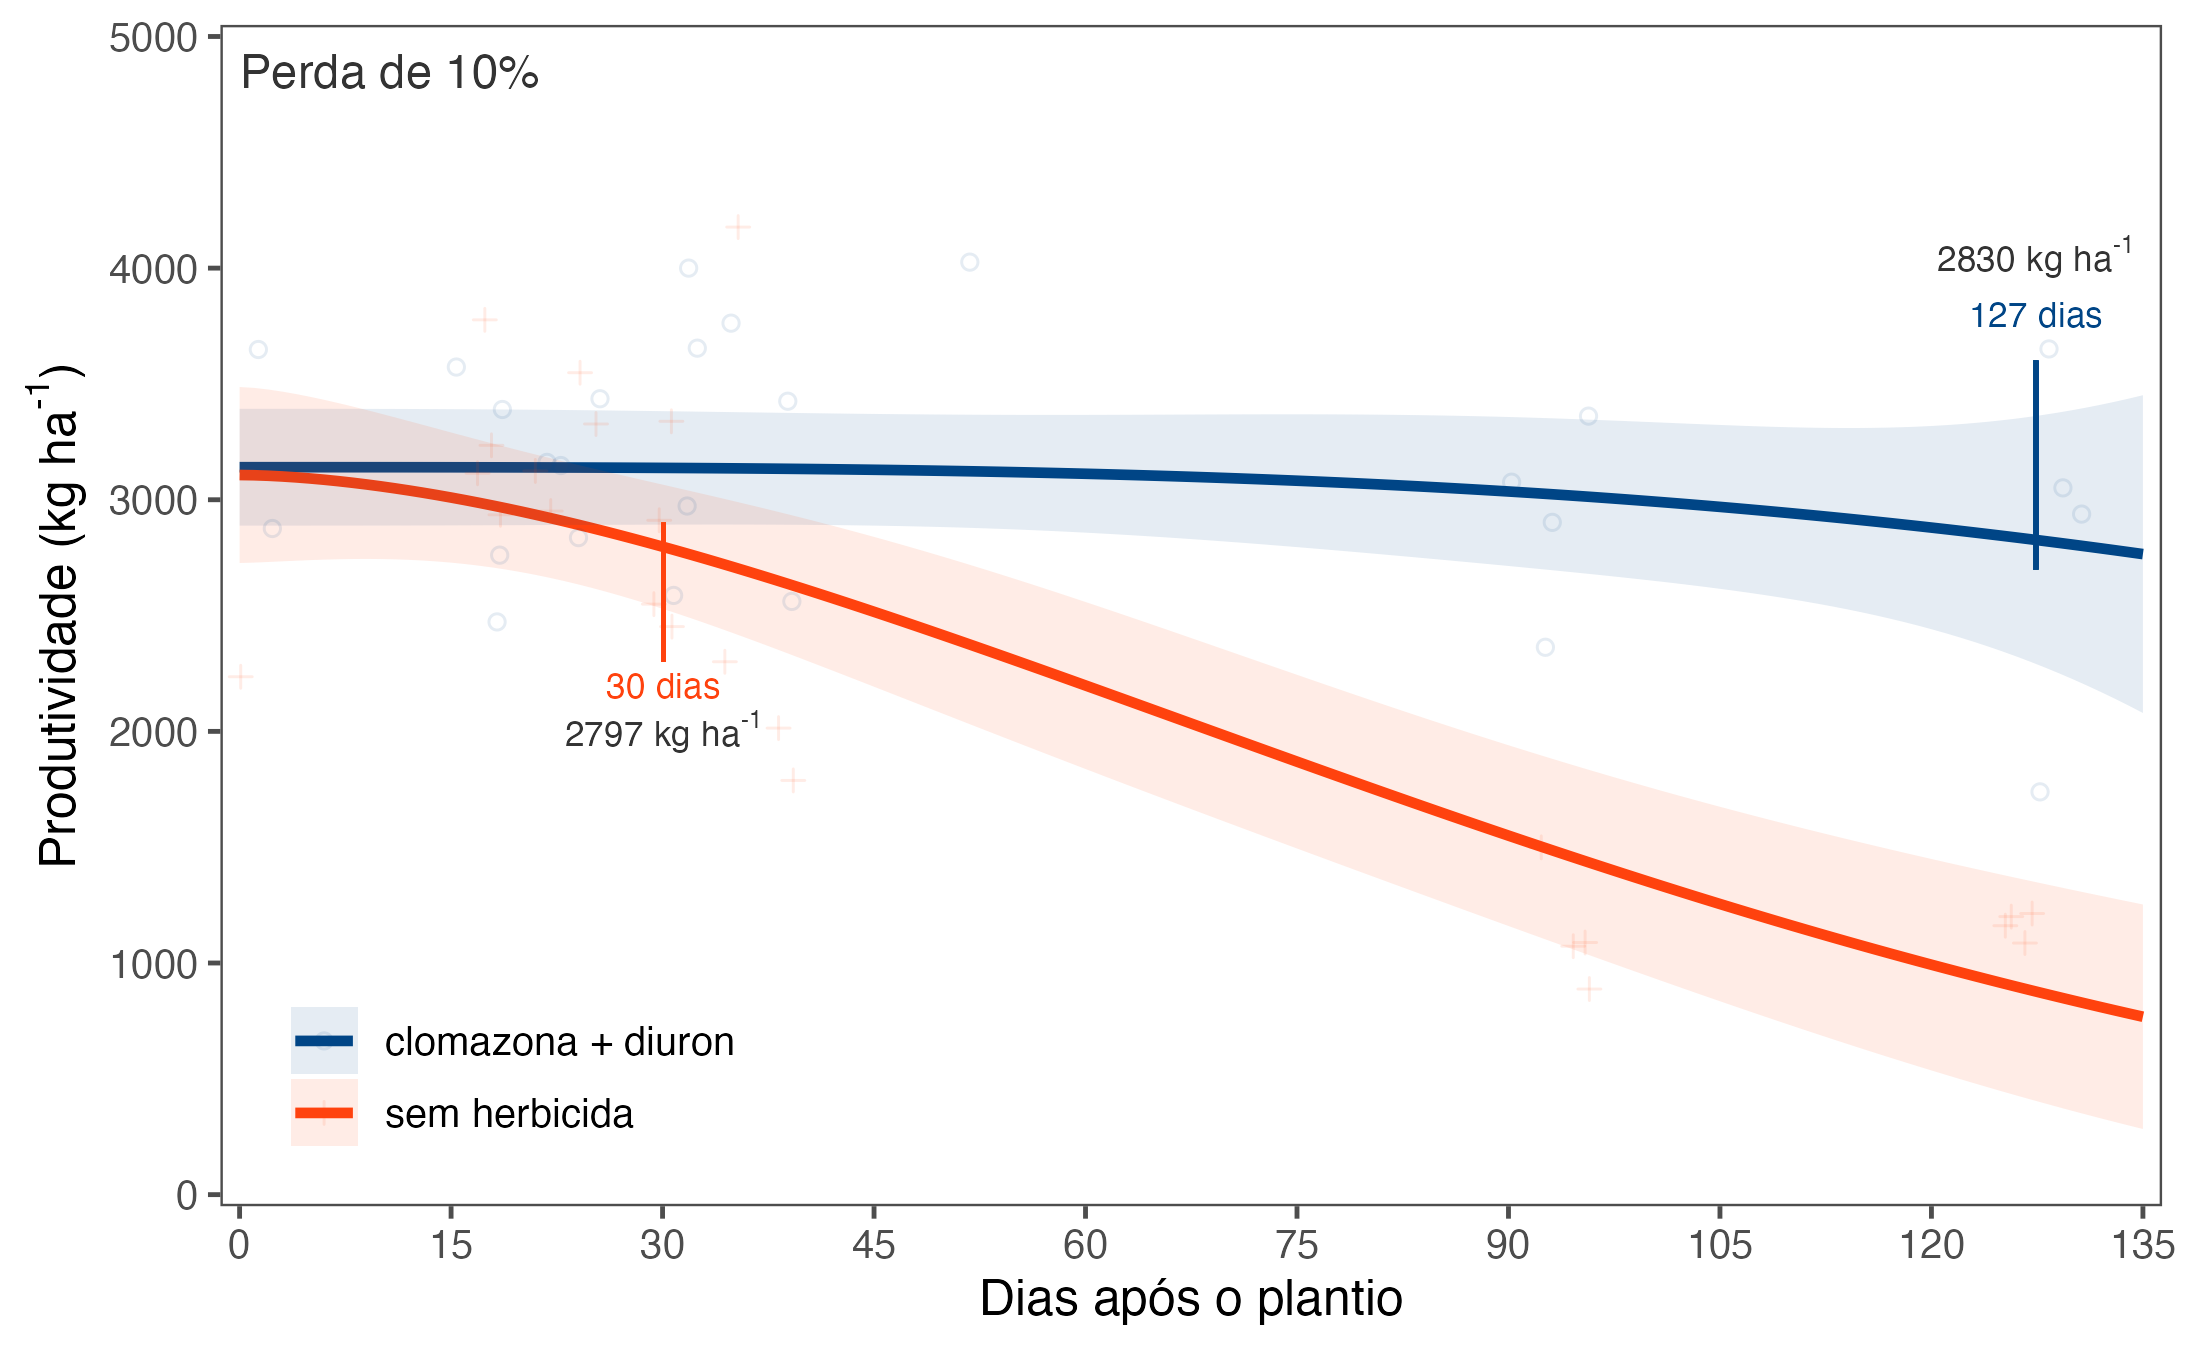 Perda de 10%
5000
4000
3000
2000
1000
0
Produtividade (kg ha⁻¹)
2830 kg ha⁻¹
127 dias
30 dias
2797 kg ha⁻¹
clomazona + diuron
sem herbicida
0 15 30 45 60 75 90 105 120 135
Dias após o plantio